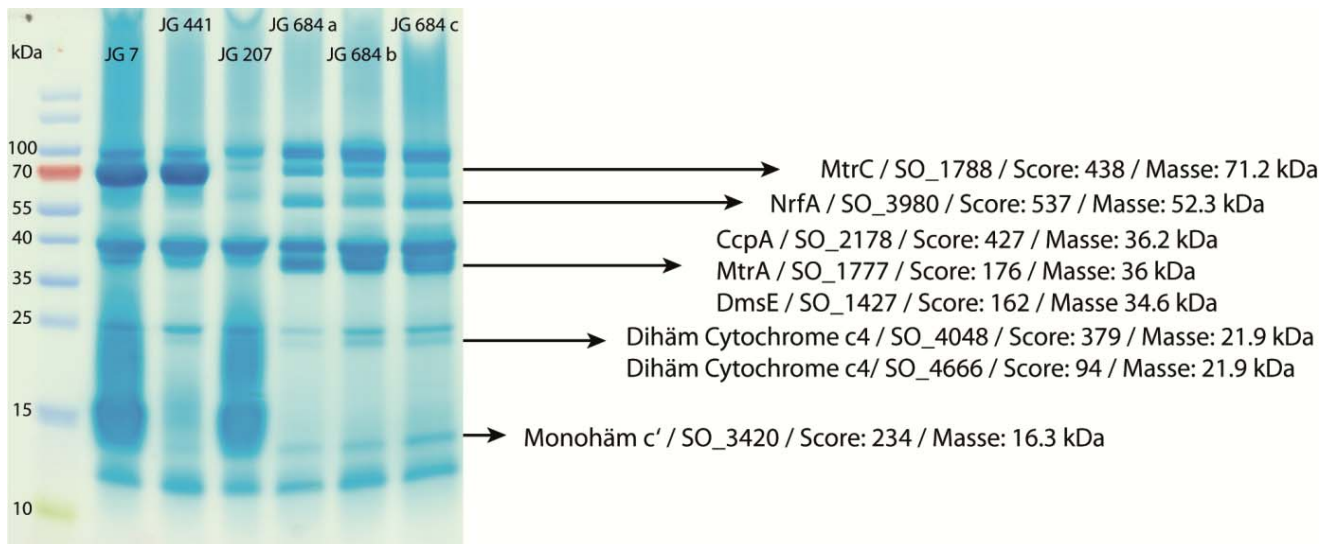 JG 441 JG 684 a JG 684 c
kDa JG 7 JG 207 JG 684 b
100
70
55
40
35
25
15
10
MtrC / SO_1788 / Score: 438 / Masse: 71.2 kDa
NrfA / SO_3980 / Score: 537 / Masse: 52.3 kDa
CcpA / SO_2178 / Score: 427 / Masse: 36.2 kDa
MtrA / SO_1777 / Score: 176 / Masse: 36 kDa
DmsE / SO_1427 / Score: 162 / Masse 34.6 kDa
Dihäm Cytochrome c4 / SO_4048 / Score: 379 / Masse: 21.9 kDa
Dihäm Cytochrome c4/ SO_4666 / Score: 94 / Masse: 21.9 kDa
Monohäm c‘ / SO_3420 / Score: 234 / Masse: 16.3 kDa